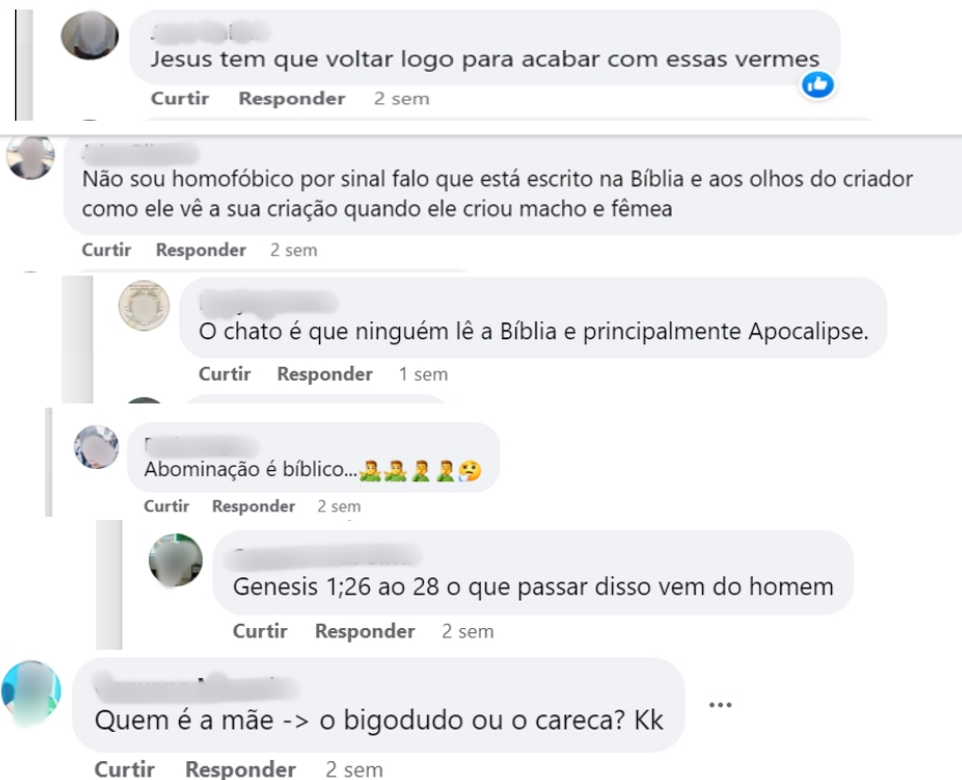 Jesus tem que voltar logo para acabar com essas vermes
Curtir Responder 2 sem
Não sou homofóbico por sinal falo que está escrito na Bíblia e aos olhos do criador
como ele vê a sua criação quando ele criou macho e fêmea
Curtir Responder 2 sem
O chato é que ninguém lê a Bíblia e principalmente Apocalipse.
Curtir Responder 1 sem
Abominação é bíblico...🤷‍♂️🤷‍♂️🤦‍♂️🤦‍♂️🤔
Curtir Responder 2 sem
Genesis 1;26 ao 28 o que passar disso vem do homem
Curtir Responder 2 sem
Quem é a mãe -> o bigodudo ou o careca? Kk
Curtir Responder 2 sem